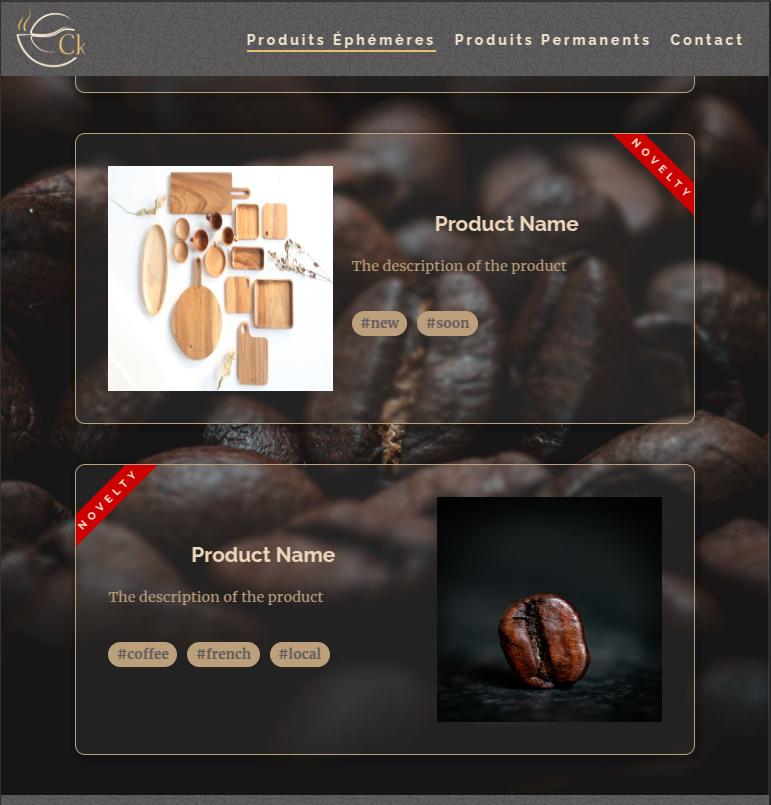 Ck
Produits Éphémères Produits Permanents Contact
NOVELTY
Product Name
The description of the product
#new #soon
NOVELTY
Product Name
The description of the product
#coffee #french #local